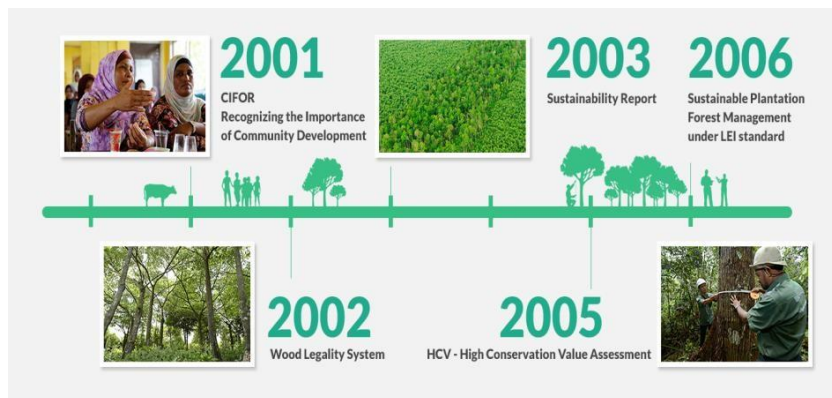 2001
CIFOR
Recognizing the Importance
of Community Development
2003
Sustainability Report
2006
Sustainable Plantation
Forest Management
under LEI standard
2002
Wood Legality System
2005
HCV - High Conservation Value Assessment